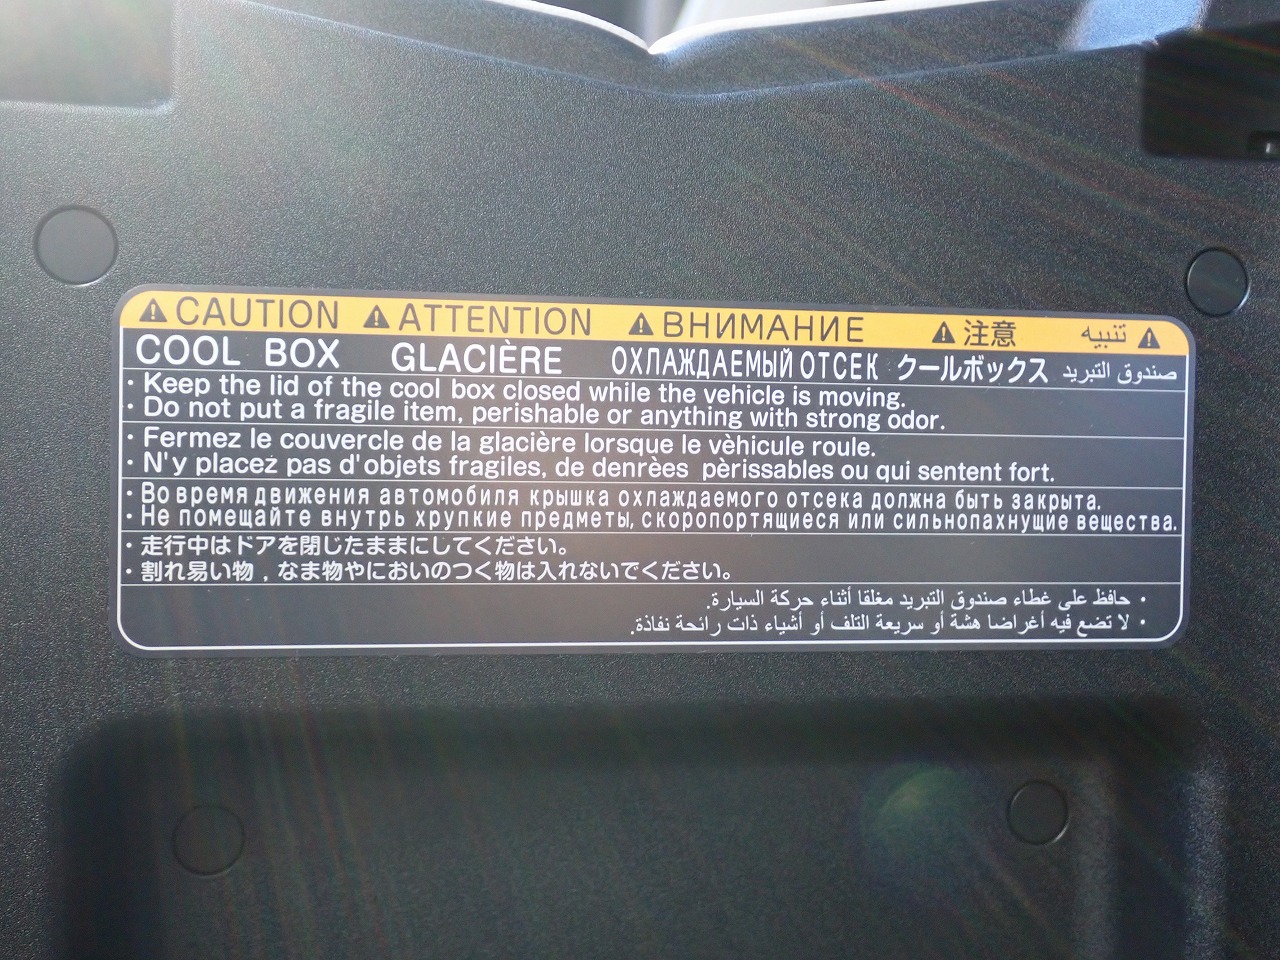 ⚠CAUTION ⚠ATTENTION ⚠ВНИМАНИЕ ⚠注意 ⚠ تنبيه
COOL BOX GLACIÈRE ОХЛАЖДАЕМЫЙ ОТСЕК クールボックス صندوق التبريد
・Keep the lid of the cool box closed while the vehicle is moving.
・Do not put a fragile item, perishable or anything with strong odor.
・Fermez le couvercle de la glacière lorsque le vèhicule roule.
・N'y placez pas d'objets fragiles, de denrèes pèrissables ou qui sentent fort.
・Во время движения автомобиля крышка охлаждаемого отсека должна быть закрыта.
・Не помещайте внутрь хрупкие предметы, скоропортящиеся или сильнопахнущие вещества.
・走行中はドアを閉じたままにしてください。
・割れ易い物，なま物やにおいのつく物は入れないでください。
・حافظ على غطاء صندوق التبريد مغلقا أثناء حركة السيارة.
・لا تضع فيه أغراضا هشة أو سريعة التلف أو أشياء ذات رائحة نفاذة.